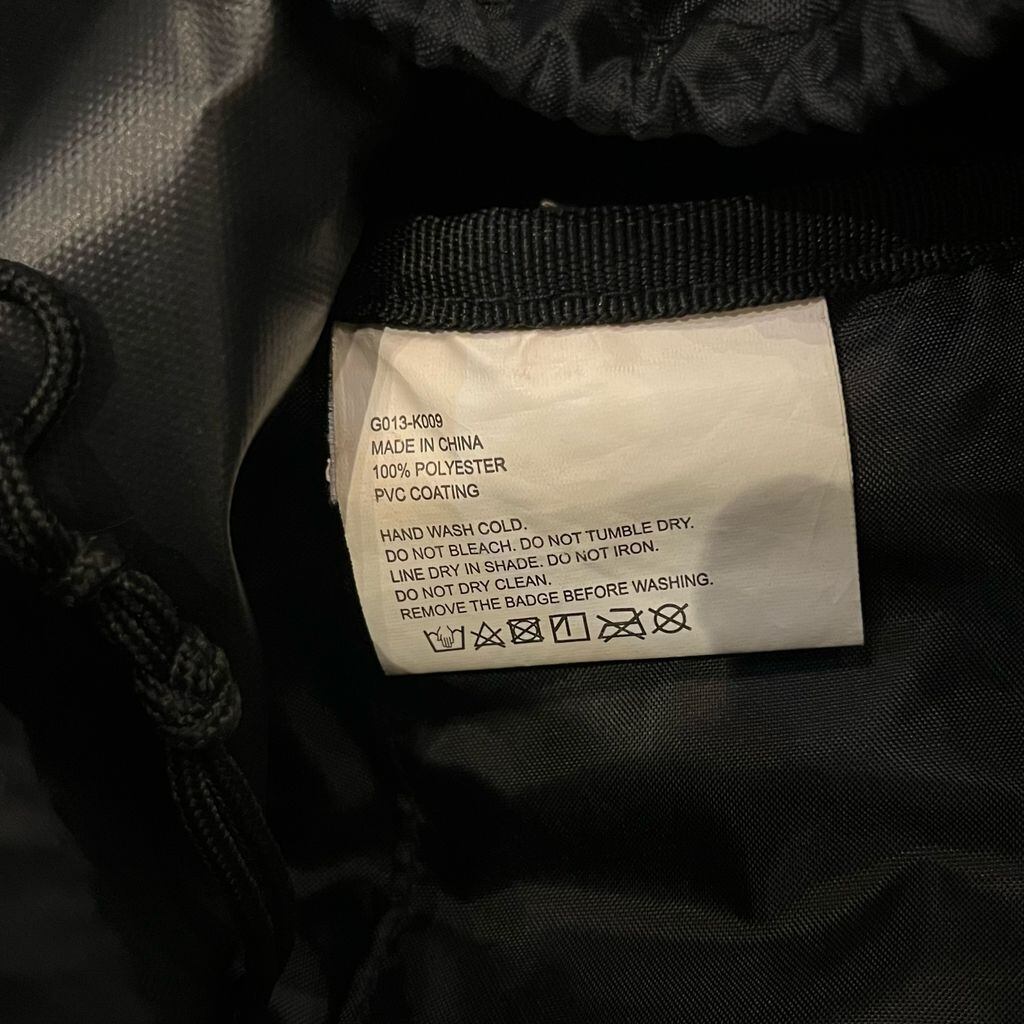 G013-K009
MADE IN CHINA
100% POLYESTER
PVC COATING
HAND WASH COLD.
DO NOT BLEACH. DO NOT TUMBLE DRY.
LINE DRY IN SHADE. DO NOT IRON.
DO NOT DRY CLEAN.
REMOVE THE BADGE BEFORE WASHING.